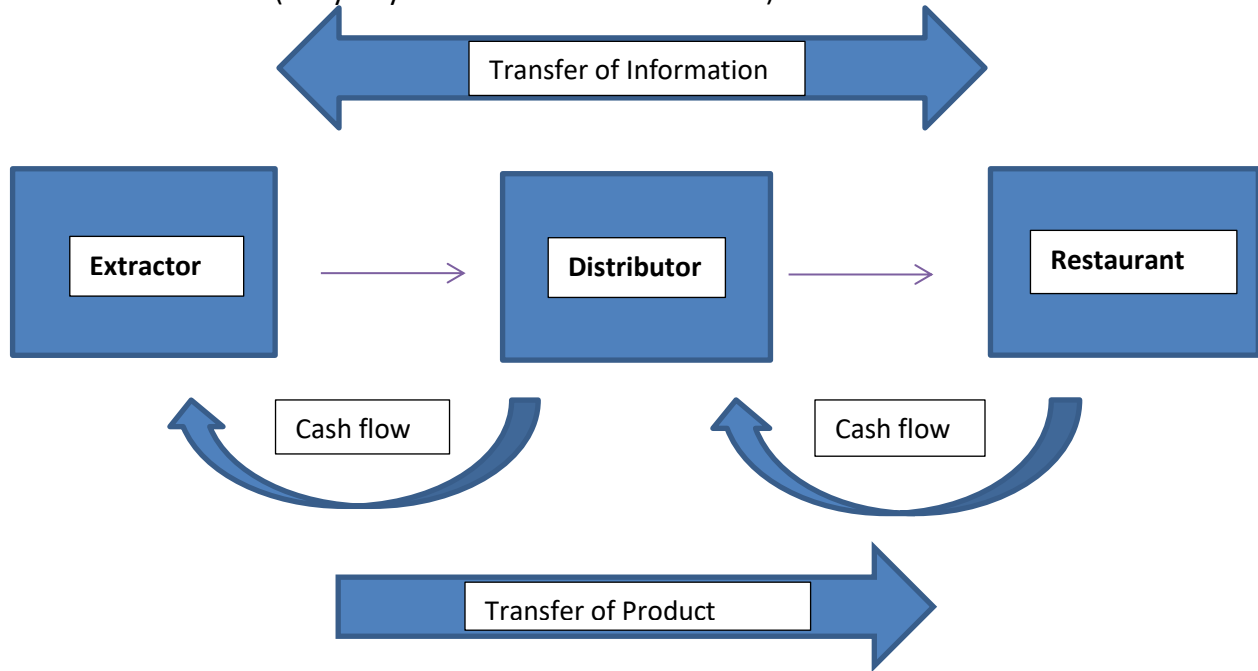 Transfer of Information
Extractor
Distributor
Restaurant
Cash flow
Cash flow
Transfer of Product